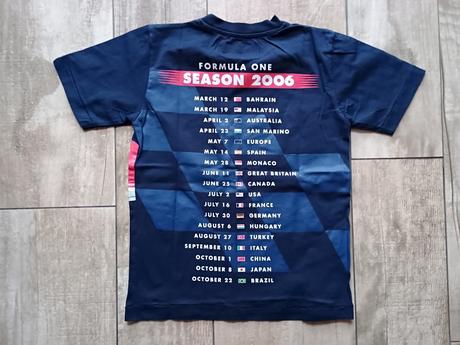 FORMULA ONE
SEASON 2006
MARCH 12 BAHRAIN
MARCH 19 MALAYSIA
APRIL 2 AUSTRALIA
APRIL 23 SAN MARINO
MAY 7 EUROPE
MAY 14 SPAIN
MAY 28 MONACO
JUNE 11 GREAT BRITAIN
JUNE 25 CANADA
JULY 2 USA
JULY 16 FRANCE
JULY 30 GERMANY
AUGUST 6 HUNGARY
AUGUST 27 TURKEY
SEPTEMBER 10 ITALY
OCTOBER 1 CHINA
OCTOBER 8 JAPAN
OCTOBER 22 BRAZIL